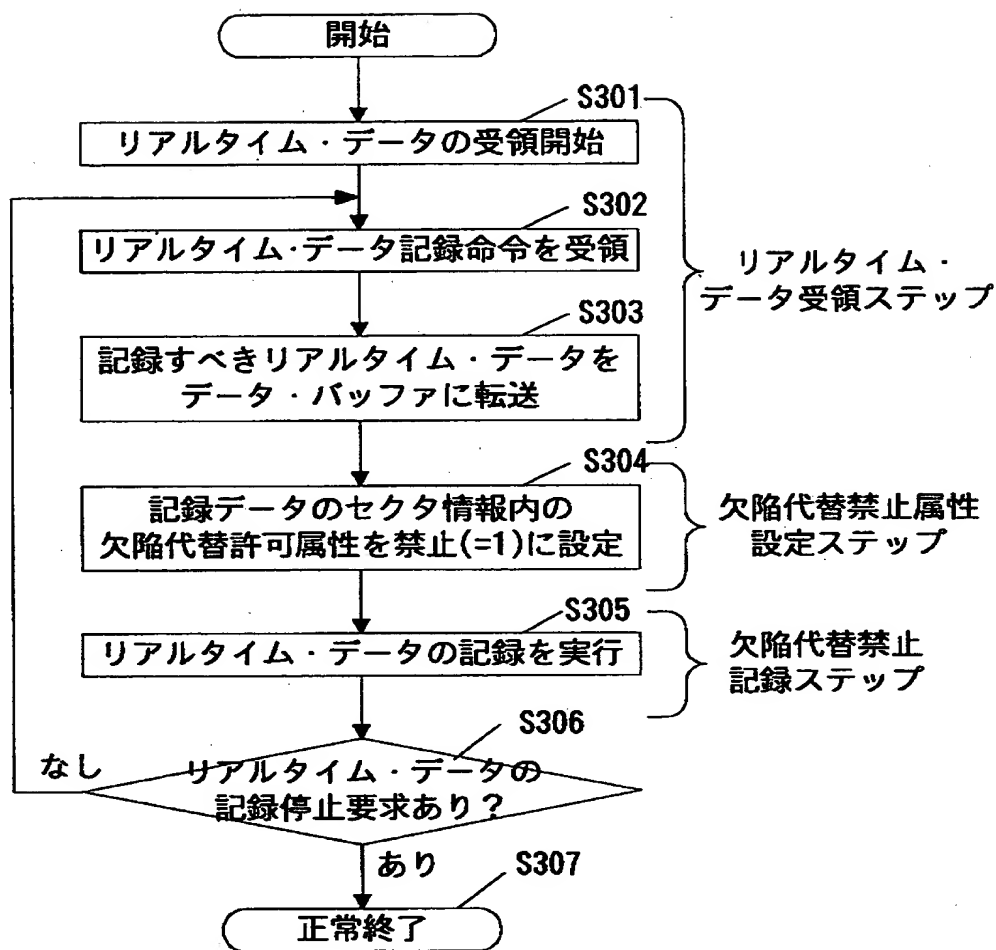 開始
S301
リアルタイム・データの受領開始
S302
リアルタイム・データ記録命令を受領
リアルタイム・
データ受領ステップ
S303
記録すべきリアルタイム・データを
データ・バッファに転送
S304
記録データのセクタ情報内の
欠陥代替許可属性を禁止(=1)に設定
欠陥代替禁止属性
設定ステップ
S305
リアルタイム・データの記録を実行
欠陥代替禁止
記録ステップ
S306
なし
リアルタイム・データの
記録停止要求あり？
あり
S307
正常終了